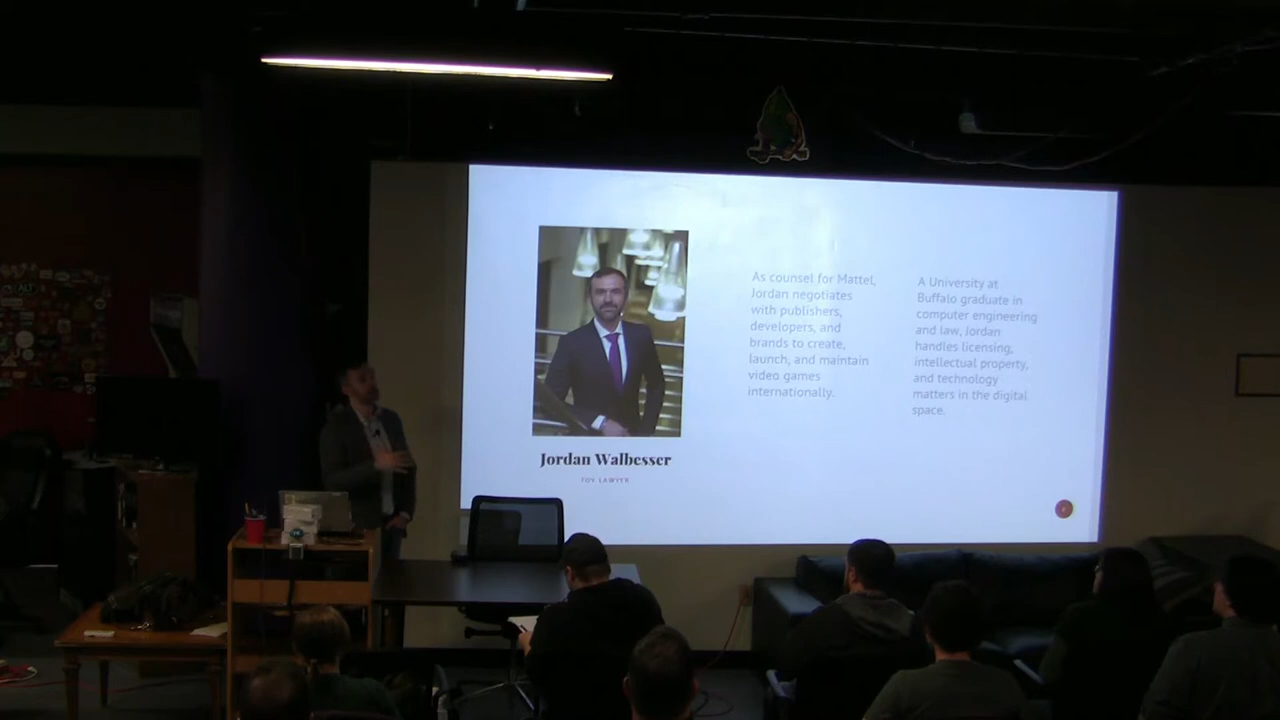 As counsel for Mattel,
Jordan negotiates
with publishers,
developers, and
brands to create,
launch, and maintain
video games
internationally.
A University at
Buffalo graduate in
computer engineering
and law, Jordan
handles licensing,
intellectual property,
and technology
matters in the digital
space.
Jordan Walbesser
TOY LAWYER